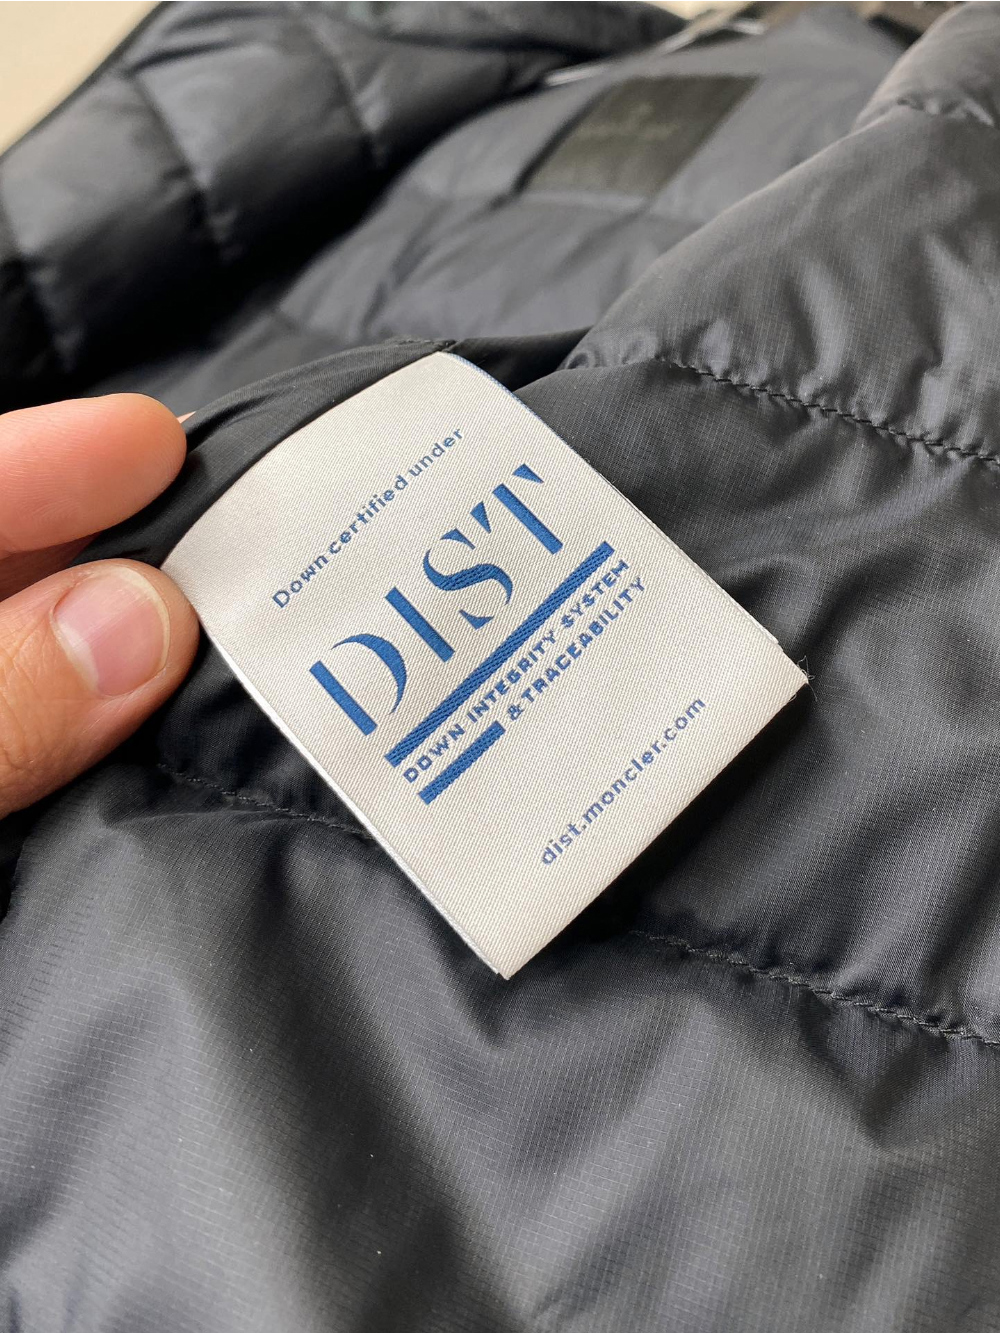 Down certified under
DIST
DOWN INTEGRITY SYSTEM
& TRACEABILITY
dist.moncler.com